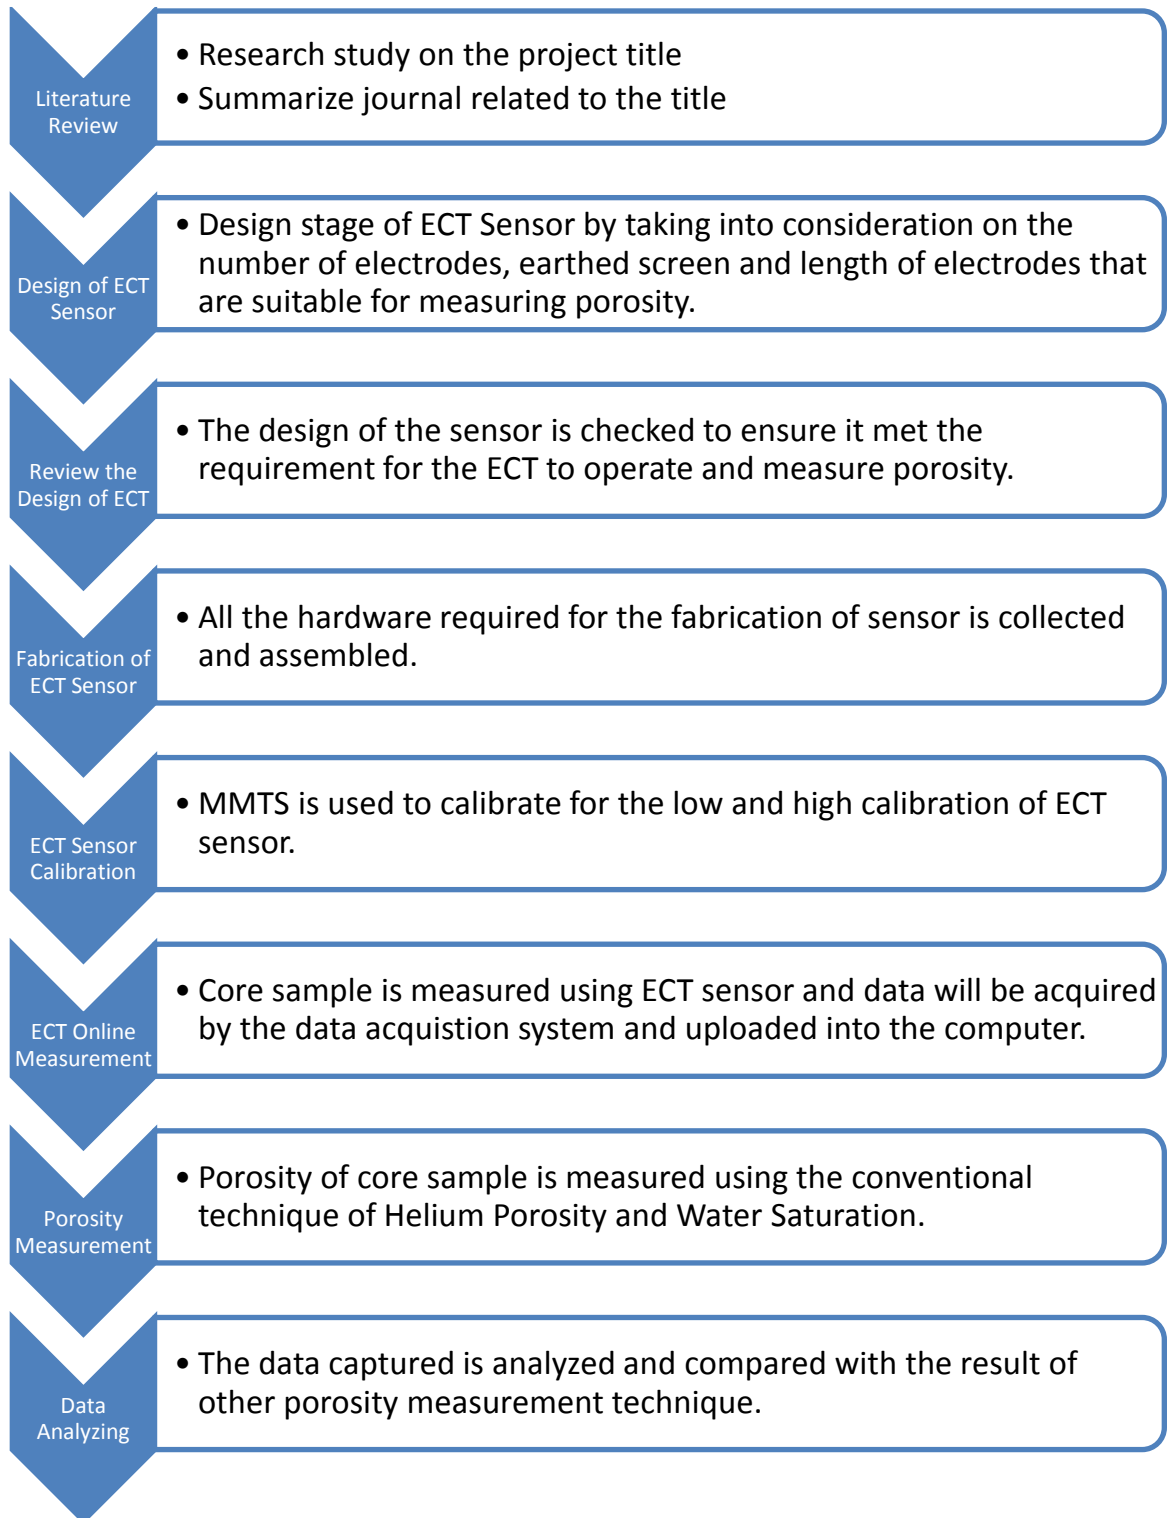 Literature
Review
• Research study on the project title
• Summarize journal related to the title
Design of ECT
Sensor
• Design stage of ECT Sensor by taking into consideration on the
number of electrodes, earthed screen and length of electrodes that
are suitable for measuring porosity.
Review the
Design of ECT
• The design of the sensor is checked to ensure it met the
requirement for the ECT to operate and measure porosity.
Fabrication of
ECT Sensor
• All the hardware required for the fabrication of sensor is collected
and assembled.
ECT Sensor
Calibration
• MMTS is used to calibrate for the low and high calibration of ECT
sensor.
ECT Online
Measurement
• Core sample is measured using ECT sensor and data will be acquired
by the data acquistion system and uploaded into the computer.
Porosity
Measurement
• Porosity of core sample is measured using the conventional
technique of Helium Porosity and Water Saturation.
Data
Analyzing
• The data captured is analyzed and compared with the result of
other porosity measurement technique.